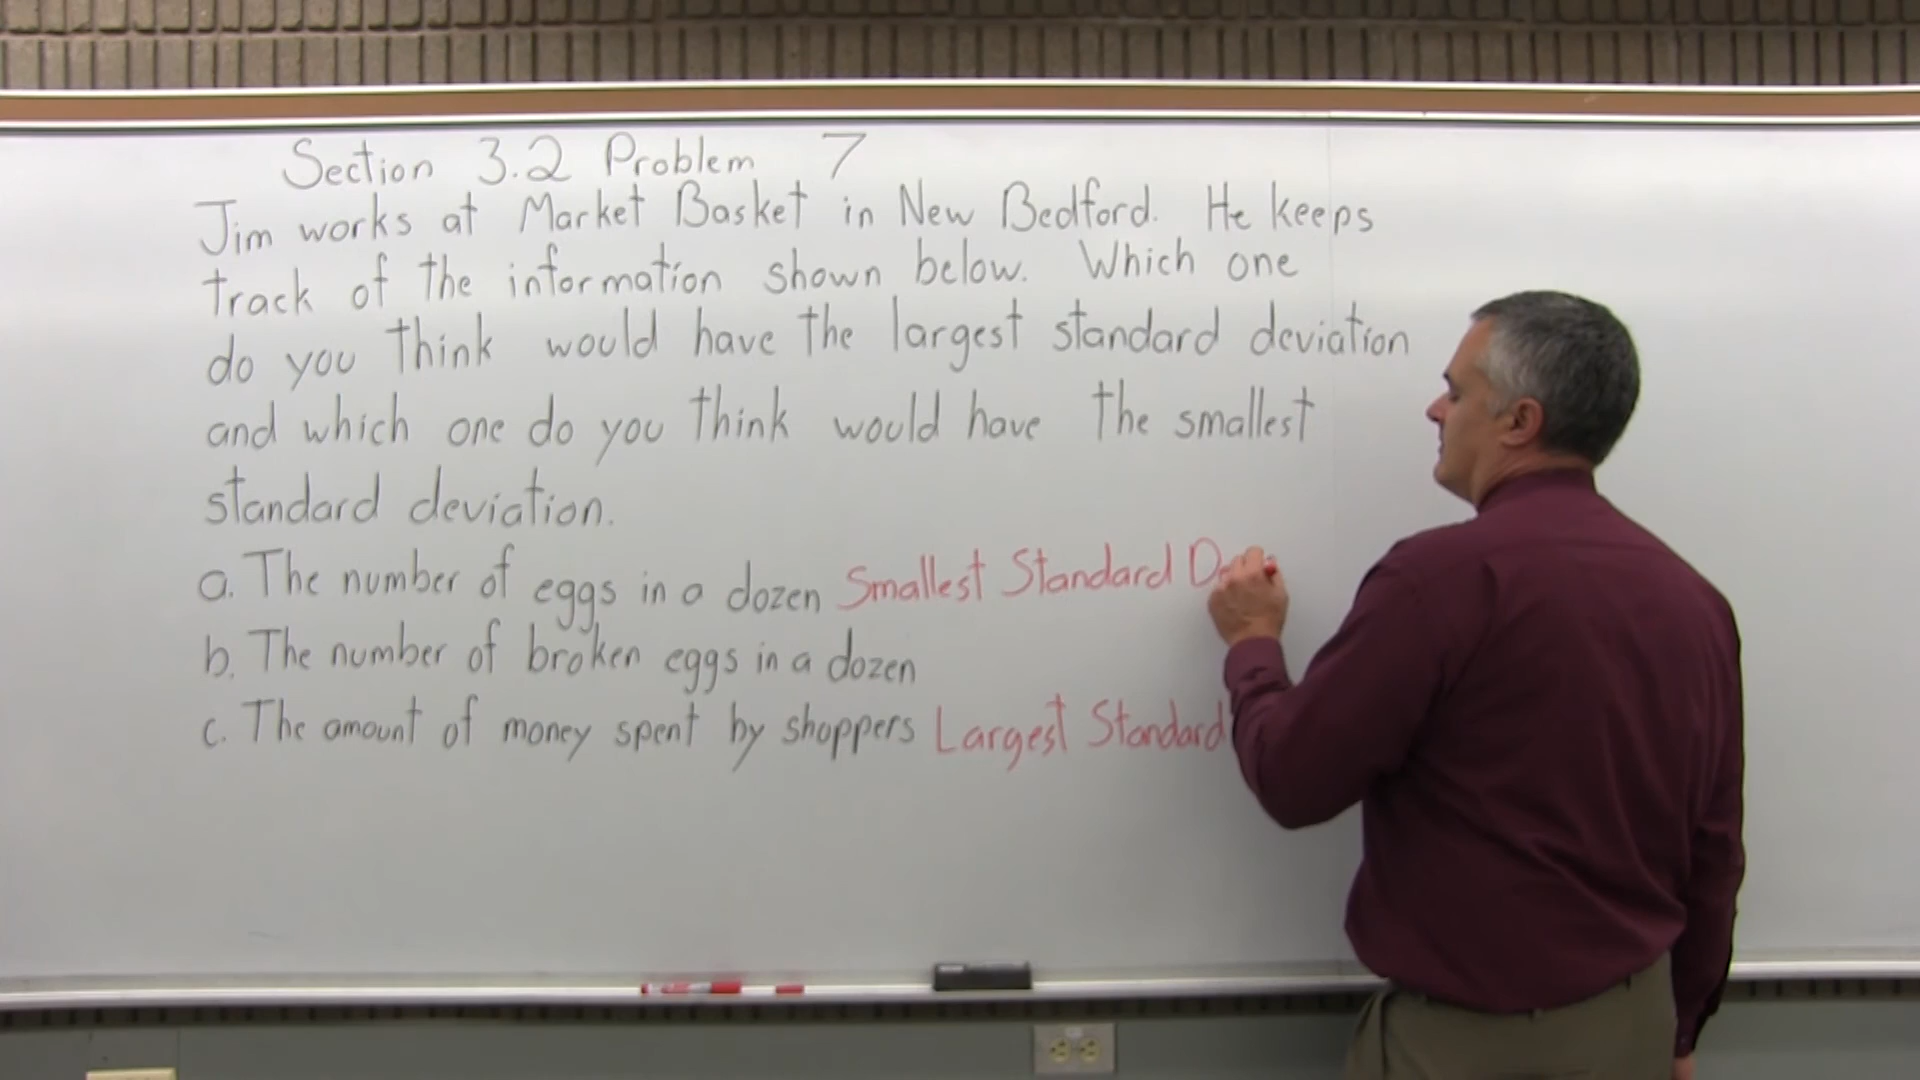 Section 3.2 Problem 7
Jim works at Market Basket in New Bedford. He keeps
track of the information shown below. Which one
do you think would have the largest standard deviation
and which one do you think would have the smallest
standard deviation.
a. The number of eggs in a dozen Smallest Standard
b. The number of broken eggs in a dozen
c. The amount of money spent by shoppers Largest Standard